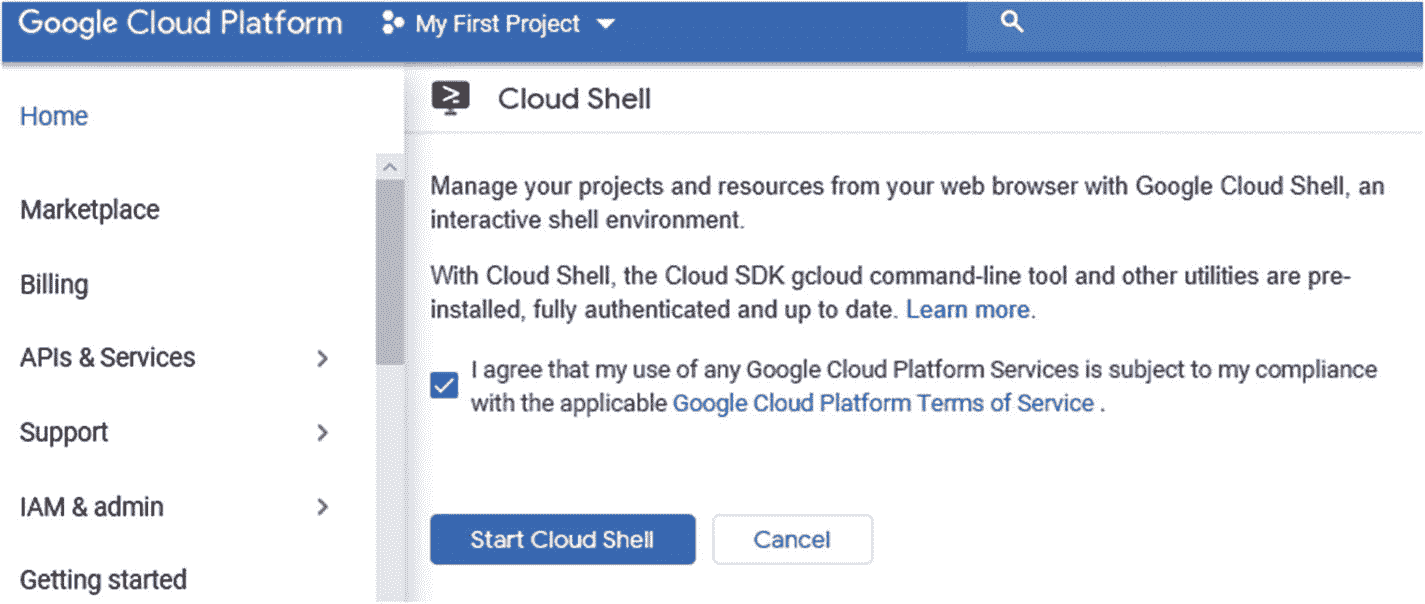 Google Cloud Platform
My First Project
Home
Marketplace
Billing
APIs & Services
Support
IAM & admin
Getting started
Cloud Shell
Manage your projects and resources from your web browser with Google Cloud Shell, an
interactive shell environment.
With Cloud Shell, the Cloud SDK gcloud command-line tool and other utilities are pre-
installed, fully authenticated and up to date. Learn more.
I agree that my use of any Google Cloud Platform Services is subject to my compliance
with the applicable Google Cloud Platform Terms of Service .
Start Cloud Shell
Cancel